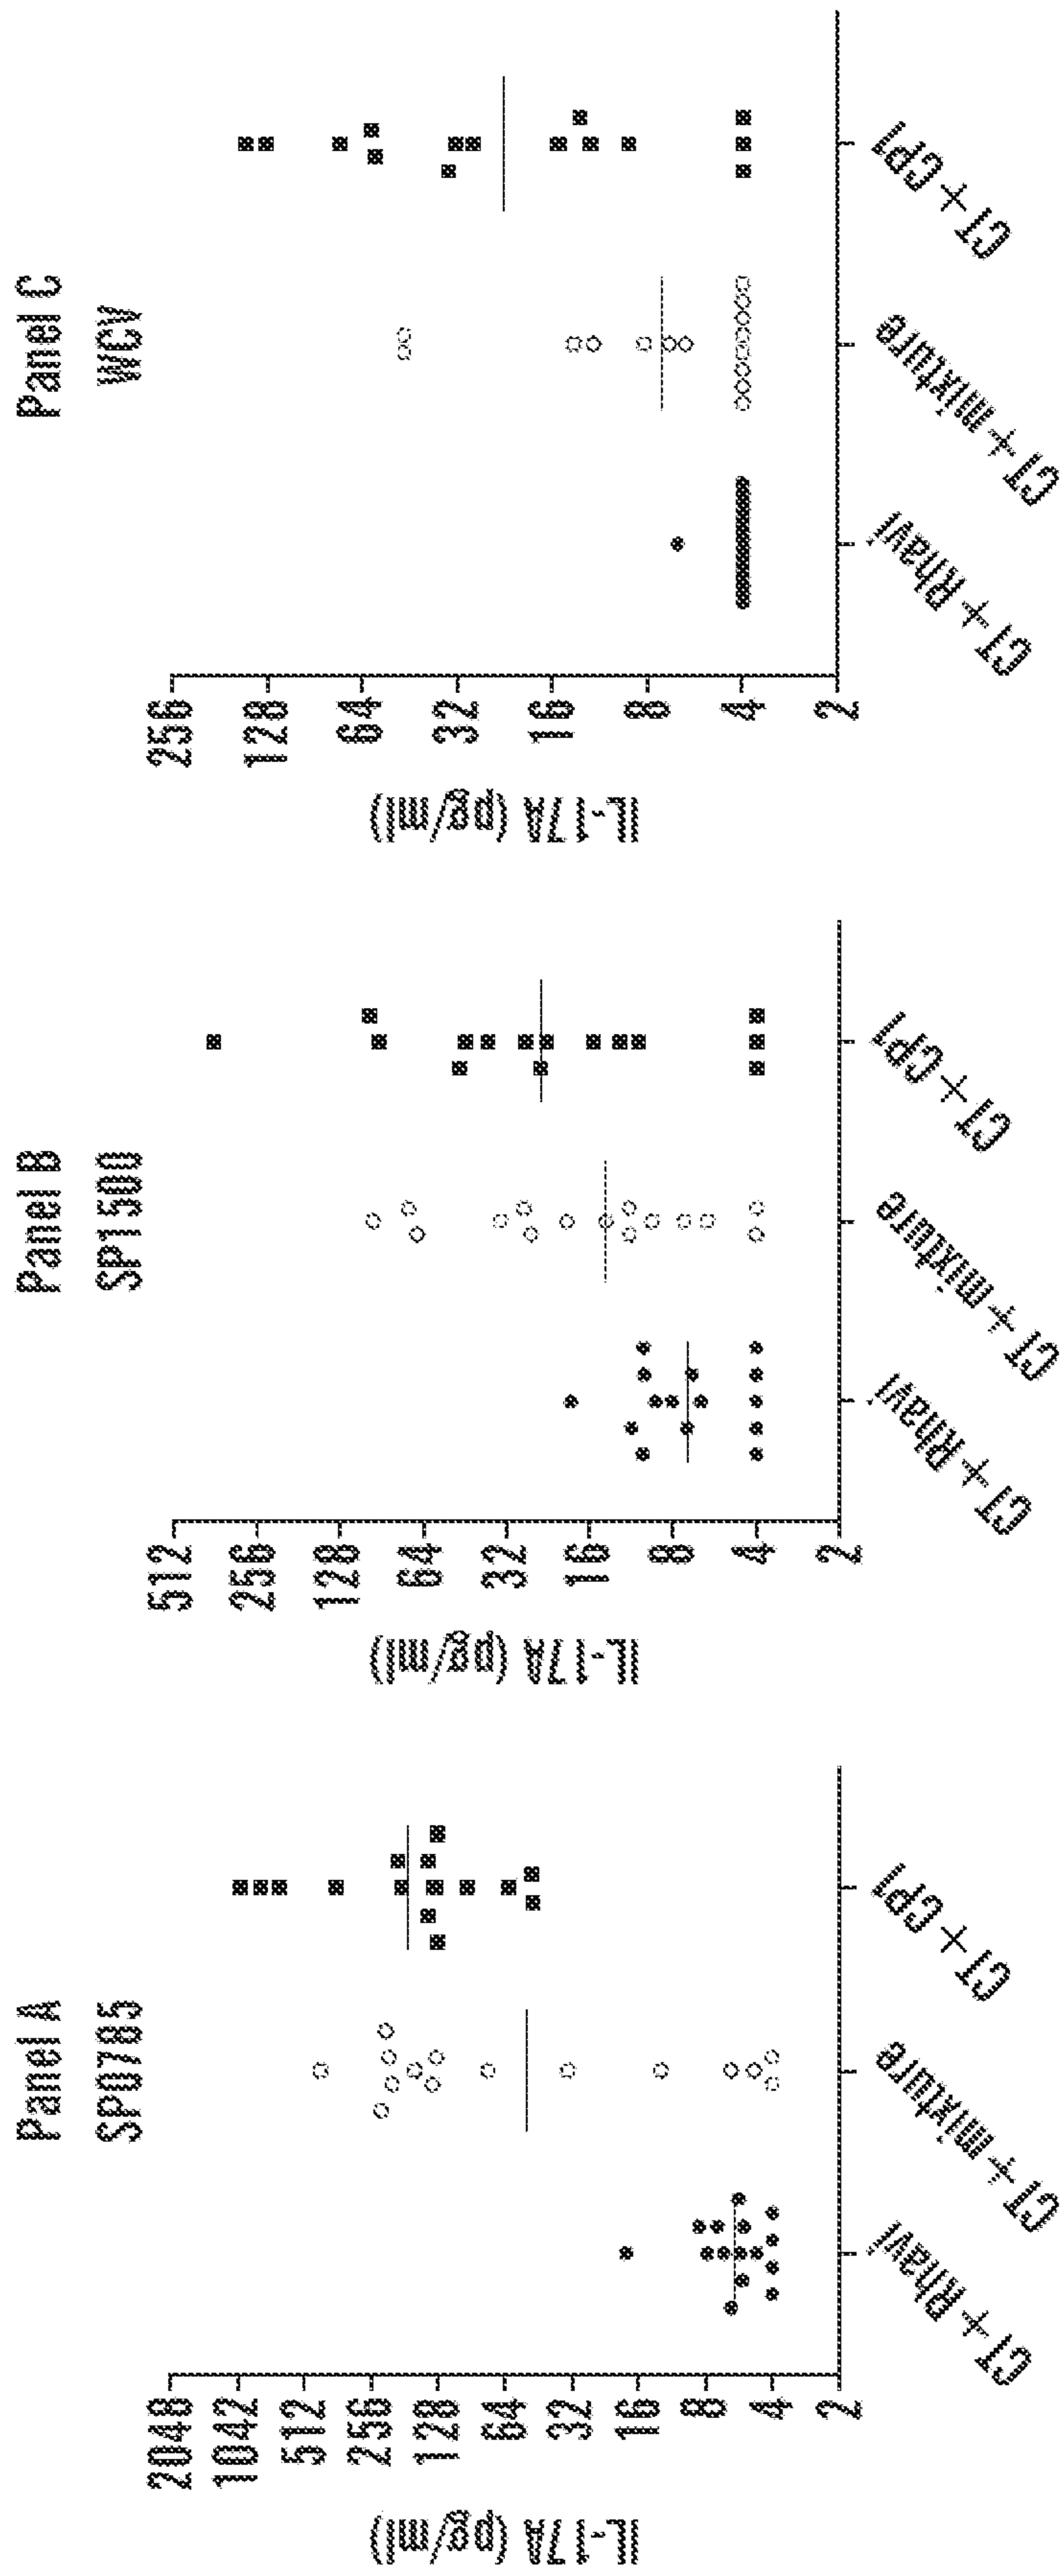 Panel A
SP0785
IL-17A (pg/ml)
2048
1042
512
256
128
64
32
16
8
4
2
CT+Rhavi
CT+mixture
CT+CP1
Panel B
SP1500
IL-17A (pg/ml)
512
256
128
64
32
16
8
4
2
CT+Rhavi
CT+mixture
CT+CP1
Panel C
WCV
IL-17A (pg/ml)
256
128
64
32
16
8
4
2
CT+Rhavi
CT+mixture
CT+CP1